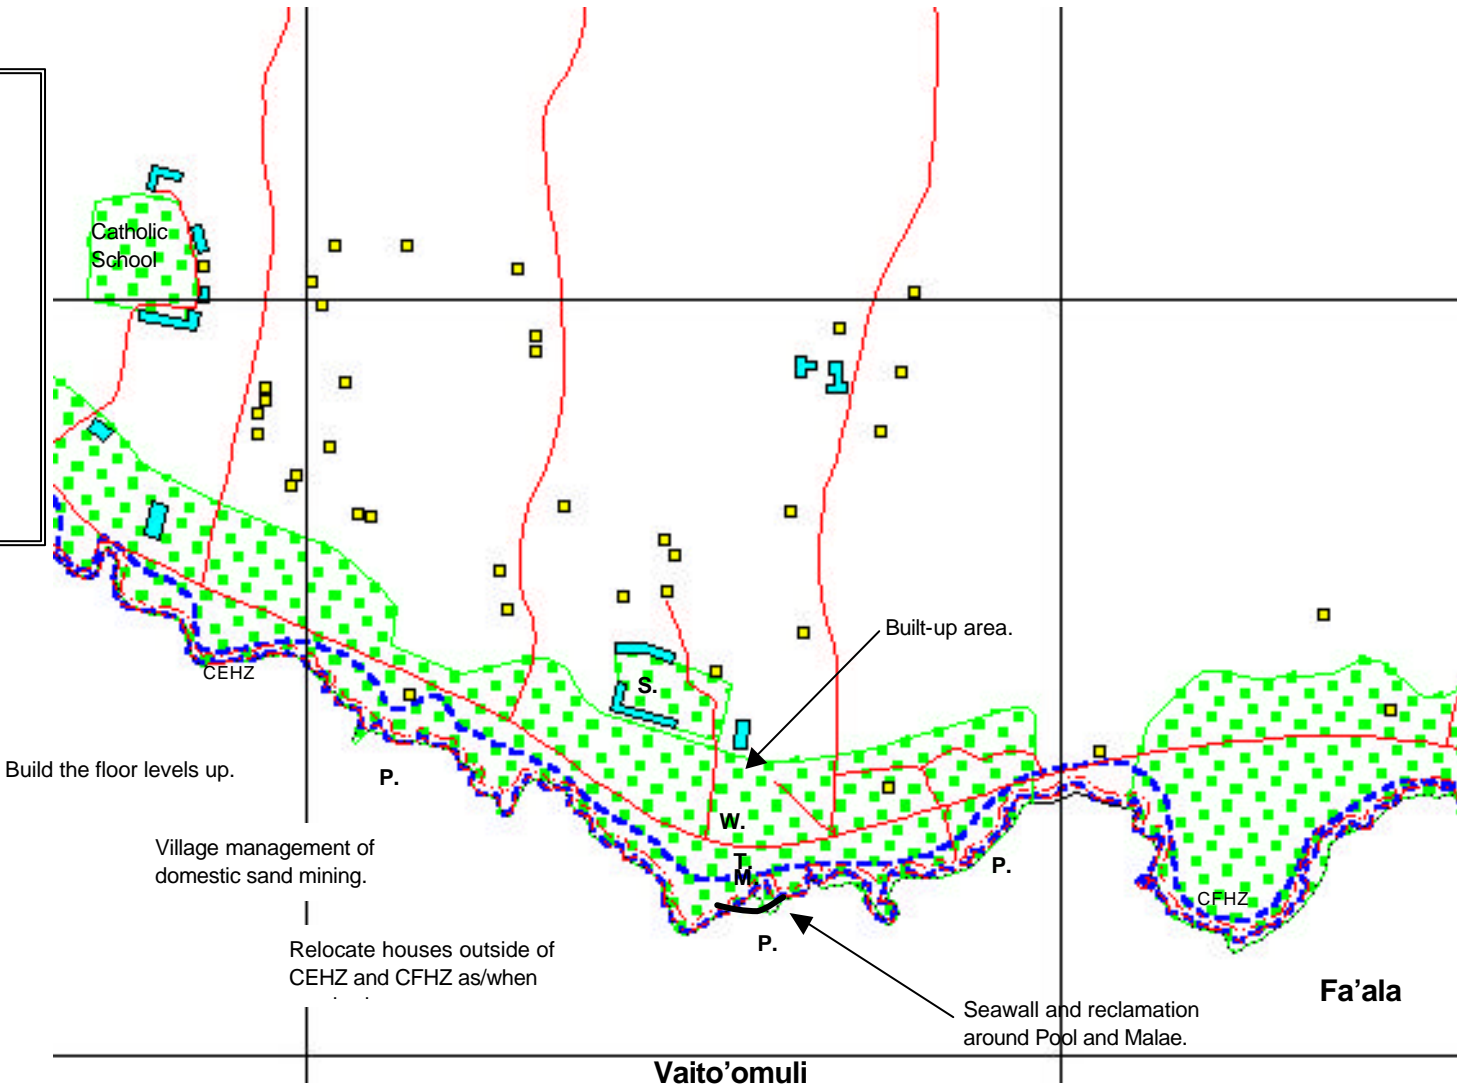 Catholic
School
Built-up area.
CEHZ
S.
Build the floor levels up.
P.
W.
Village management of
domestic sand mining.
T.
M.
P.
CFHZ
Relocate houses outside of
CEHZ and CFHZ as/when
P.
Fa'ala
Seawall and reclamation
around Pool and Malae.
Vaito'omuli